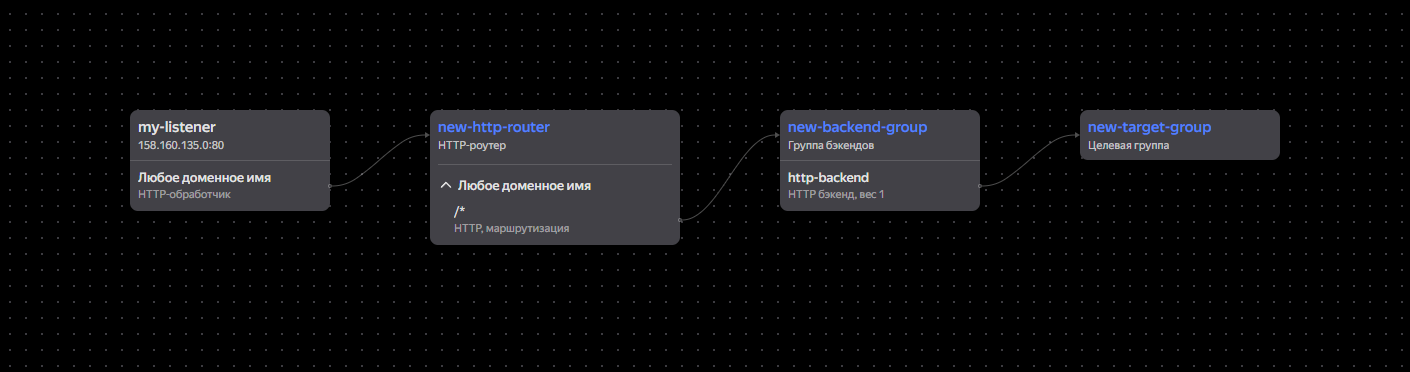 my-listener
158.160.135.0:80
Любое доменное имя
HTTP-обработчик
new-http-router
HTTP-роутер
Любое доменное имя
/*
HTTP, маршрутизация
new-backend-group
Группа бэкендов
http-backend
HTTP бэкенд, вес 1
new-target-group
Целевая группа